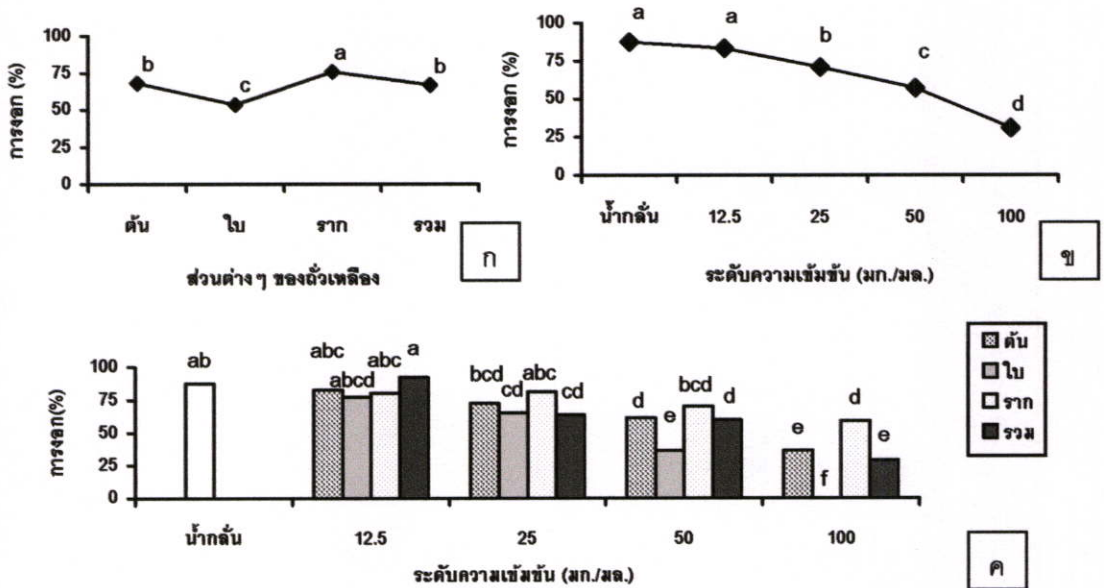 การงอก (%)
100
75
50
25
0
b
c
a
b
ต้น ใบ ราก รวม
ส่วนต่างๆ ของถั่วเหลือง
ก
การงอก (%)
100
75
50
25
0
a
a
b
c
d
น้ำกลั่น 12.5 25 50 100
ระดับความเข้มข้น (มก./มล.)
ข
การงอก(%)
100
75
50
25
0
ab
abc abcd abc a
bcd cd abc cd
d e bcd d
e f d e
น้ำกลั่น 12.5 25 50 100
ระดับความเข้มข้น (มก./มล.)
ต้น
ใบ
ราก
รวม
ค